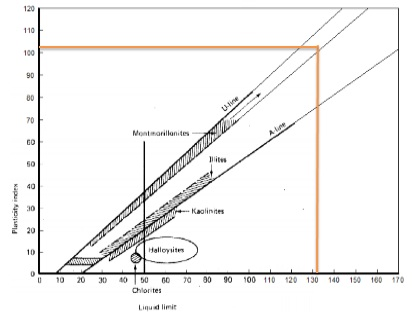 120
110
100
90
80
70
60
50
40
30
20
10
0
Plasticity index
U-line
A-line
Montmorillonites
Illites
Kaolinites
Halloysites
Chlorites
0 10 20 30 40 50 60 70 80 90 100 110 120 130 140 150 160 170
Liquid limit